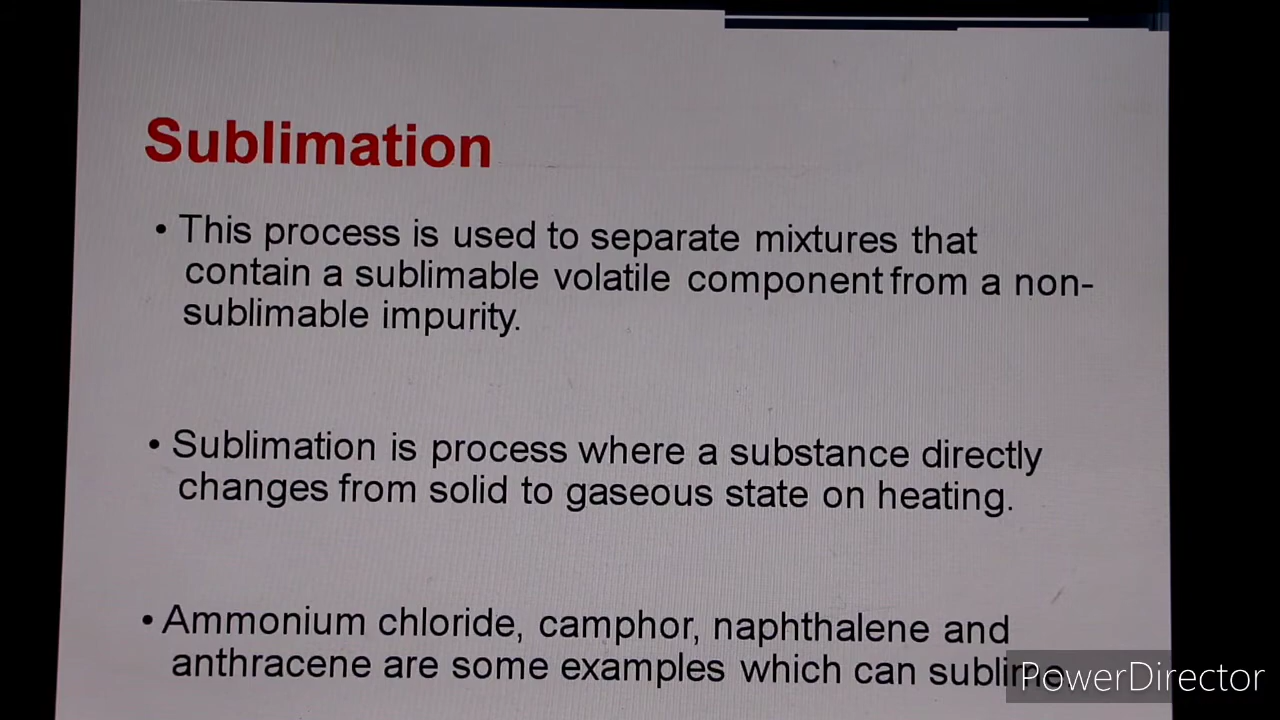 Sublimation
• This process is used to separate mixtures that
contain a sublimable volatile component from a non-
sublimable impurity.
• Sublimation is process where a substance directly
changes from solid to gaseous state on heating.
• Ammonium chloride, camphor, naphthalene and
anthracene are some examples which can sublime
PowerDirector